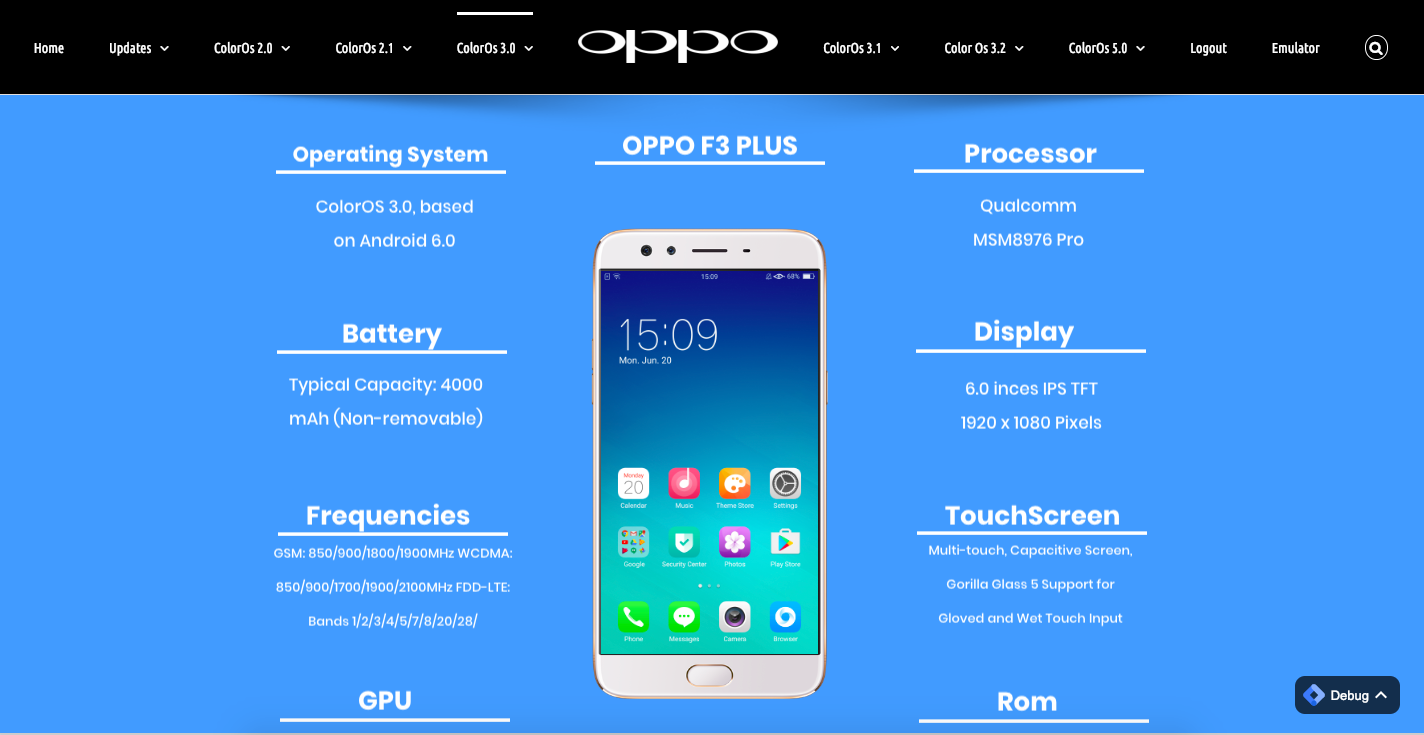 Home
Updates
ColorOs 2.0
ColorOs 2.1
ColorOs 3.0
oppo
ColorOs 3.1
Color Os 3.2
ColorOs 5.0
Logout
Emulator
Operating System
ColorOS 3.0, based
on Android 6.0
Battery
Typical Capacity: 4000
mAh (Non-removable)
Frequencies
GSM: 850/900/1800/1900MHz WCDMA:
850/900/1700/1900/2100MHz FDD-LTE:
Bands 1/2/3/4/5/7/8/20/28/
GPU
OPPO F3 PLUS
15:09
68%
15:09
Mon. Jun. 20
Monday
20
Calendar
Music
Theme Store
Settings
Google
Security Center
Photos
Play Store
Phone
Messages
Camera
Browser
Processor
Qualcomm
MSM8976 Pro
Display
6.0 inces IPS TFT
1920 x 1080 Pixels
TouchScreen
Multi-touch, Capacitive Screen,
Gorilla Glass 5 Support for
Gloved and Wet Touch Input
Rom
Debug